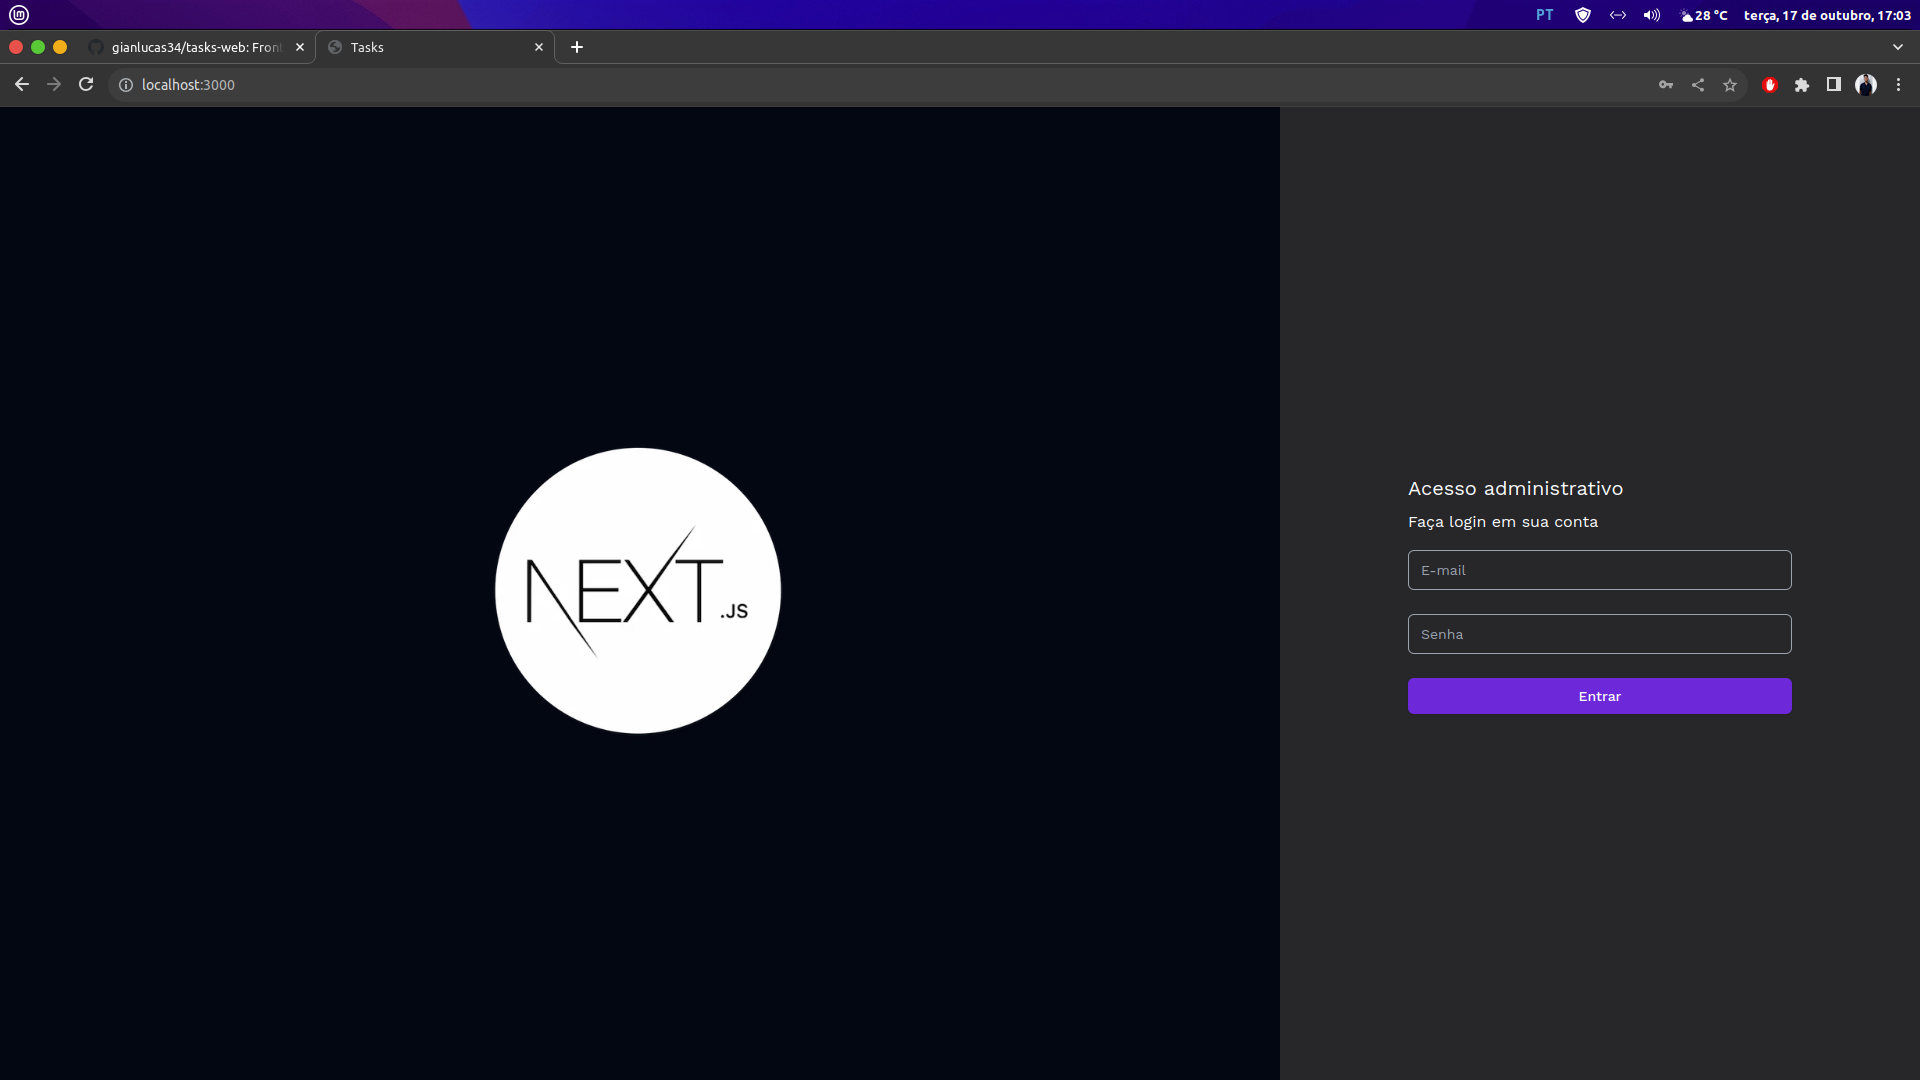 PT
28 °C
terça, 17 de outubro, 17:03
gianlucas34/tasks-web: Front
Tasks
localhost:3000
NEXT.JS
Acesso administrativo
Faça login em sua conta
E-mail
Senha
Entrar